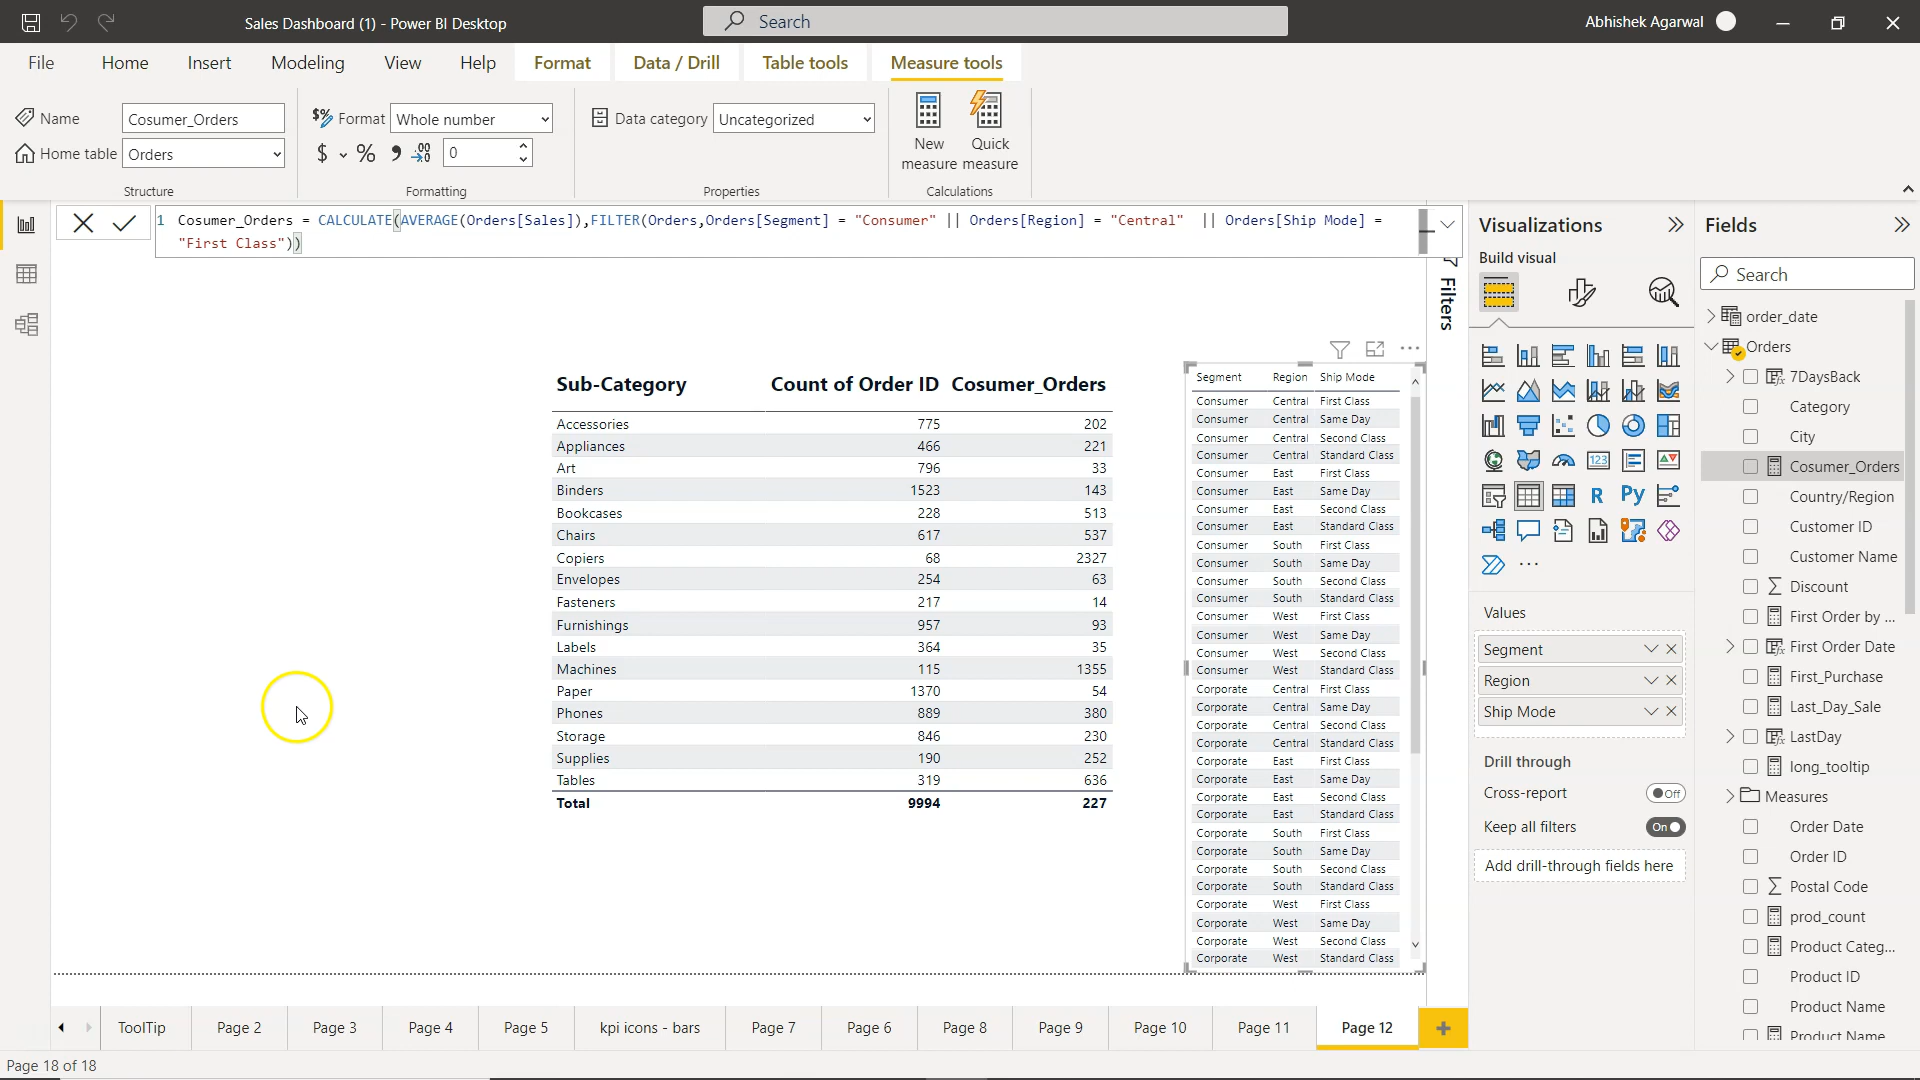 Sales Dashboard (1) - Power BI Desktop
Search
Abhishek Agarwal
File Home Insert Modeling View Help Format Data / Drill Table tools Measure tools
Name Cosumer_Orders
Home table Orders
Structure
Format Whole number
$ % 0
Formatting
Data category Uncategorized
Properties
New measure
Quick measure
Calculations
1 Cosumer_Orders = CALCULATE(AVERAGE(Orders[Sales]),FILTER(Orders,Orders[Segment] = "Consumer" || Orders[Region] = "Central" || Orders[Ship Mode] =
"First Class"))
Sub-Category Count of Order ID Cosumer_Orders
Accessories 775 202
Appliances 466 221
Art 796 33
Binders 1523 143
Bookcases 228 513
Chairs 617 537
Copiers 68 2327
Envelopes 254 63
Fasteners 217 14
Furnishings 957 93
Labels 364 35
Machines 115 1355
Paper 1370 54
Phones 889 380
Storage 846 230
Supplies 190 252
Tables 319 636
Total 9994 227
Segment Region Ship Mode
Consumer Central First Class
Consumer Central Same Day
Consumer Central Second Class
Consumer Central Standard Class
Consumer East First Class
Consumer East Same Day
Consumer East Second Class
Consumer East Standard Class
Consumer South First Class
Consumer South Same Day
Consumer South Second Class
Consumer South Standard Class
Consumer West First Class
Consumer West Same Day
Consumer West Second Class
Consumer West Standard Class
Corporate Central First Class
Corporate Central Same Day
Corporate Central Second Class
Corporate Central Standard Class
Corporate East First Class
Corporate East Same Day
Corporate East Second Class
Corporate East Standard Class
Corporate South First Class
Corporate South Same Day
Corporate South Second Class
Corporate South Standard Class
Corporate West First Class
Corporate West Same Day
Corporate West Second Class
Corporate West Standard Class
Filters
Visualizations
Build visual
123
R
Py
Values
Segment
Region
Ship Mode
Drill through
Cross-report Off
Keep all filters On
Add drill-through fields here
Fields
Search
order_date
Orders
7DaysBack
Category
City
Cosumer_Orders
Country/Region
Customer ID
Customer Name
Discount
First Order by ...
First Order Date
First_Purchase
Last_Day_Sale
LastDay
long_tooltip
Measures
Order Date
Order ID
Postal Code
prod_count
Product Categ...
Product ID
Product Name
Product Name
ToolTip Page 2 Page 3 Page 4 Page 5 kpi icons - bars Page 7 Page 6 Page 8 Page 9 Page 10 Page 11 Page 12
Page 18 of 18